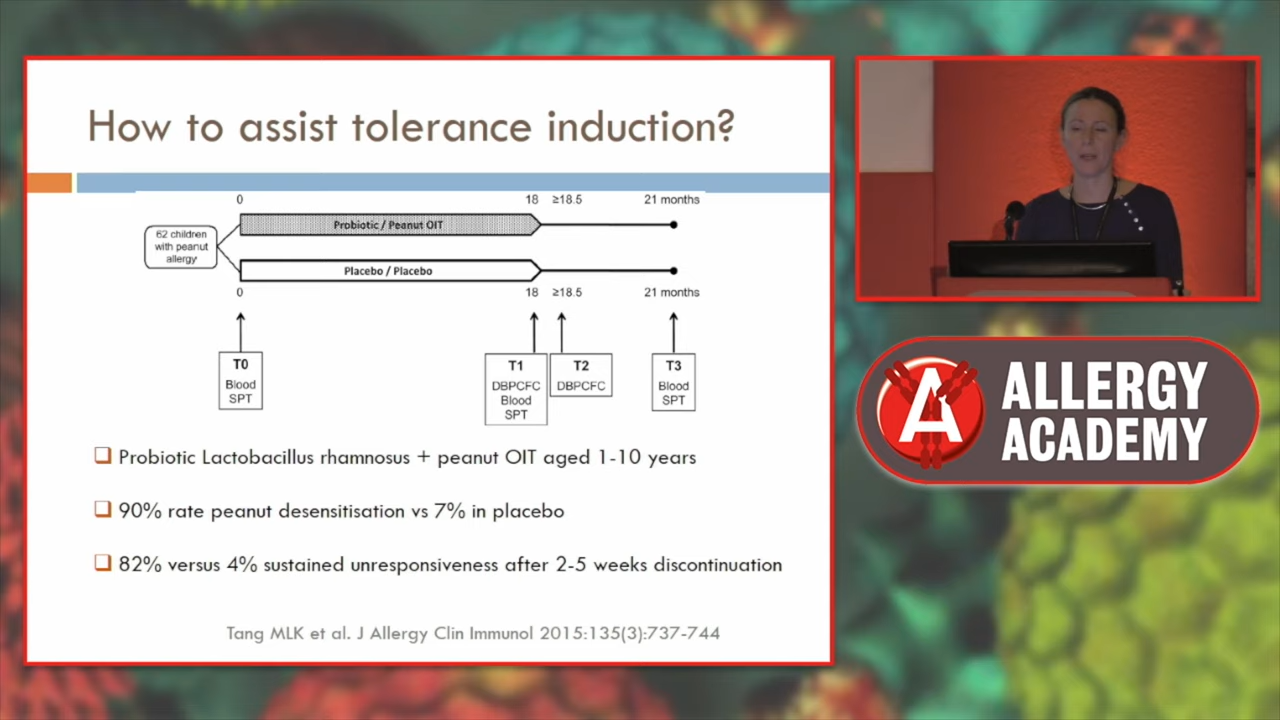 How to assist tolerance induction?
0 18 ≥18.5 21 months
62 children
with peanut
allergy
Probiotic / Peanut OIT
Placebo / Placebo
0 18 ≥18.5 21 months
T0
Blood
SPT
T1
DBPCFC
Blood
SPT
T2
DBPCFC
T3
Blood
SPT
Probiotic Lactobacillus rhamnosus + peanut OIT aged 1-10 years
90% rate peanut desensitisation vs 7% in placebo
82% versus 4% sustained unresponsiveness after 2-5 weeks discontinuation
Tang MLK et al. J Allergy Clin Immunol 2015:135(3):737-744
A
ALLERGY
ACADEMY